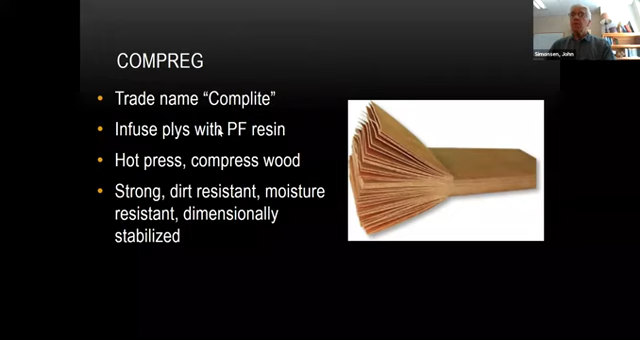 COMPREG
• Trade name “Complite”
• Infuse plys with PF resin
• Hot press, compress wood
• Strong, dirt resistant, moisture
resistant, dimensionally
stabilized
Simonsen, John